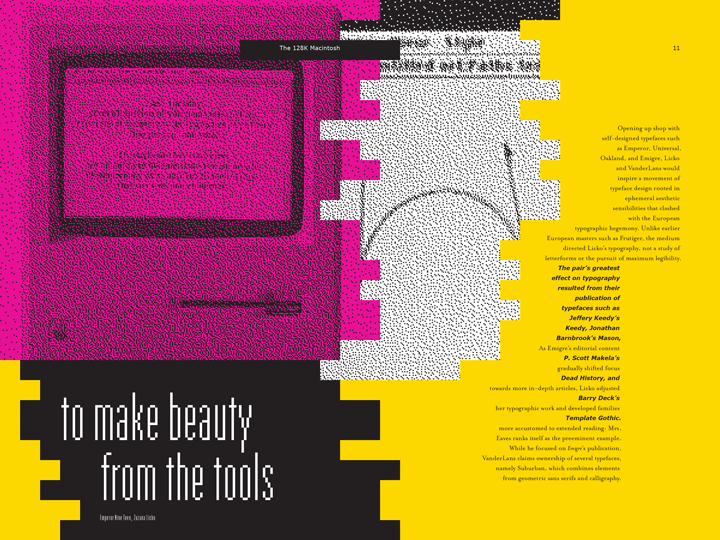 The 128K Macintosh
11
Opening up shop with
self-designed typefaces such
as Emperor, Universal,
Oakland, and Emigre, Licko
and VanderLans would
inspire a movement of
typeface design rooted in
ephemeral aesthetic
sensibilities that clashed
with the European
typographic hegemony. Unlike earlier
European masters such as Frutiger, the medium
directed Licko's typography, not a study of
letterforms or the pursuit of maximum legibility.
The pair's greatest
effect on typography
resulted from their
publication of
typefaces such as
Jeffery Keedy's
Keedy, Jonathan
Barnbrook's Mason,
As Emigre's editorial content
P. Scott Makela's
gradually shifted focus
Dead History, and
towards more in-depth articles, Licko adjusted
Barry Deck's
her typographic work and developed families
Template Gothic.
more accustomed to extended reading: Mrs.
Eaves ranks itself as the preeminent example.
While he focused on Emigre's publication,
VanderLans claims ownership of several typefaces,
namely Suburban, which combines elements
from geometric sans serifs and calligraphy.
to make beauty
from the tools
Emperor Nine Teen, Zuzana Licko